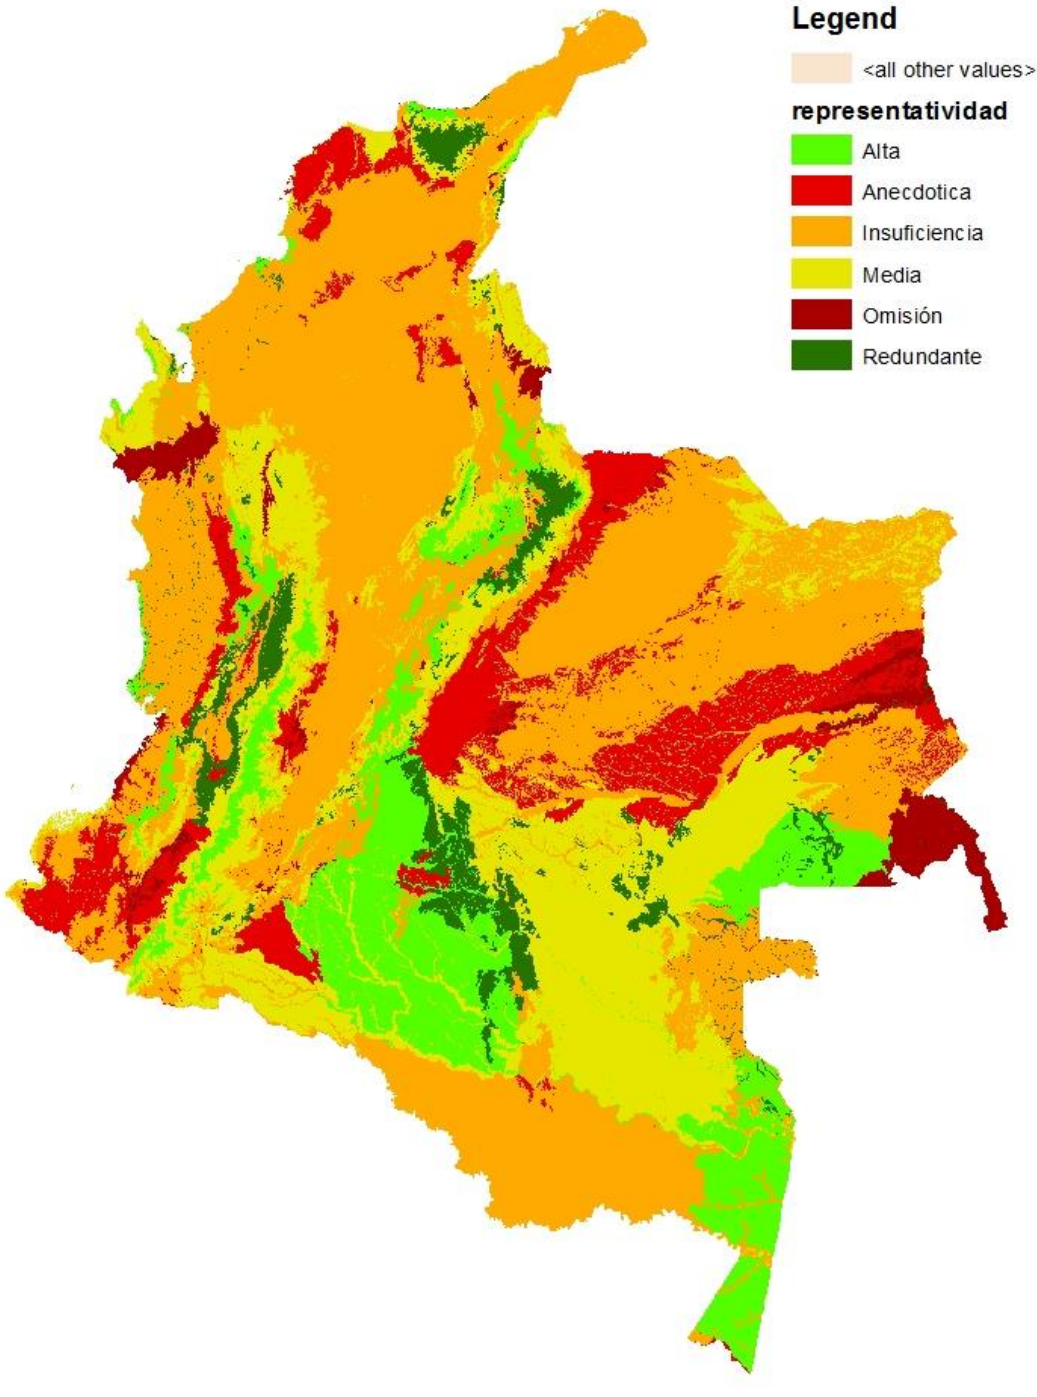 Legend
<all other values>
representatividad
Alta
Anecdotica
Insuficiencia
Media
Omisión
Redundante